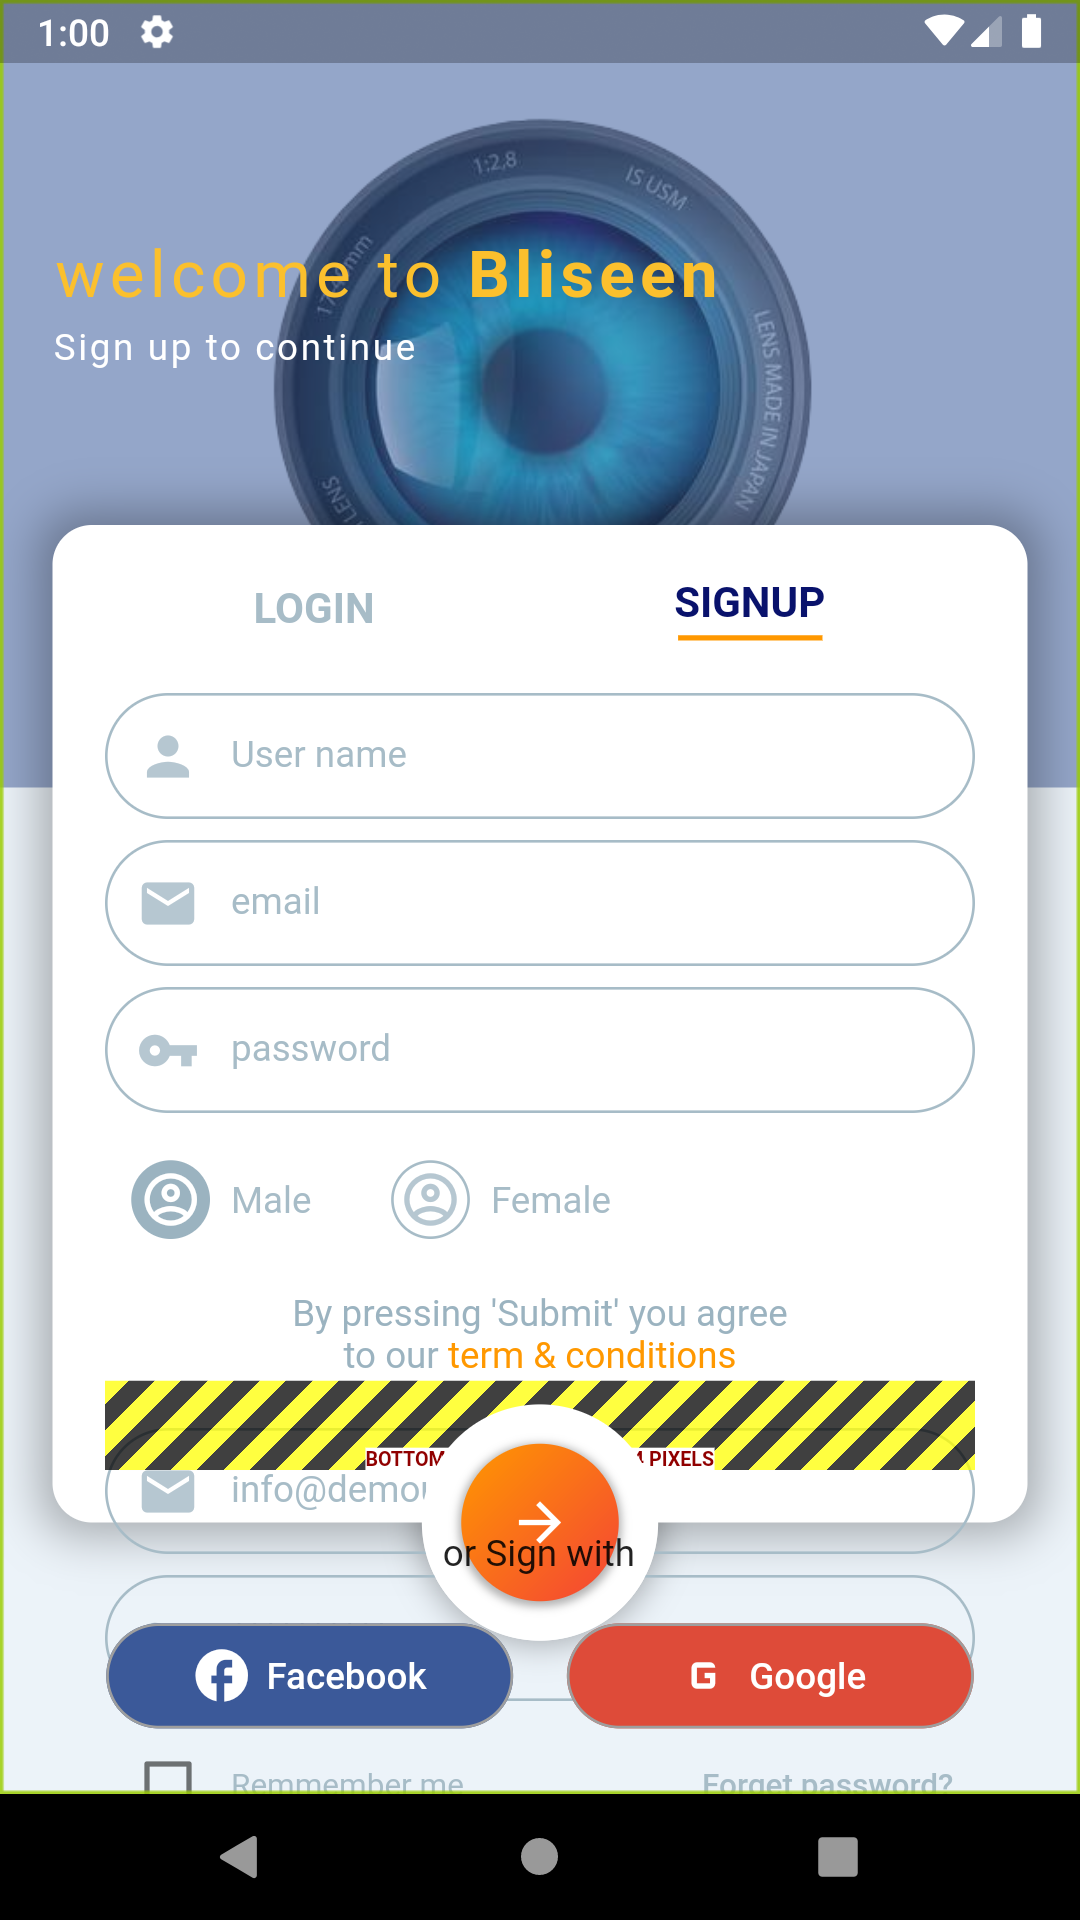 1:00
1:2,8
IS USM
mm
welcome to Bliseen
Sign up to continue
LENS MADE IN JAPAN
LENS
LOGIN
SIGNUP
User name
email
password
Male
Female
By pressing 'Submit' you agree
to our term & conditions
BOTTOM PIXELS
or Sign with
Facebook
G Google
Remmember me
Forget password?